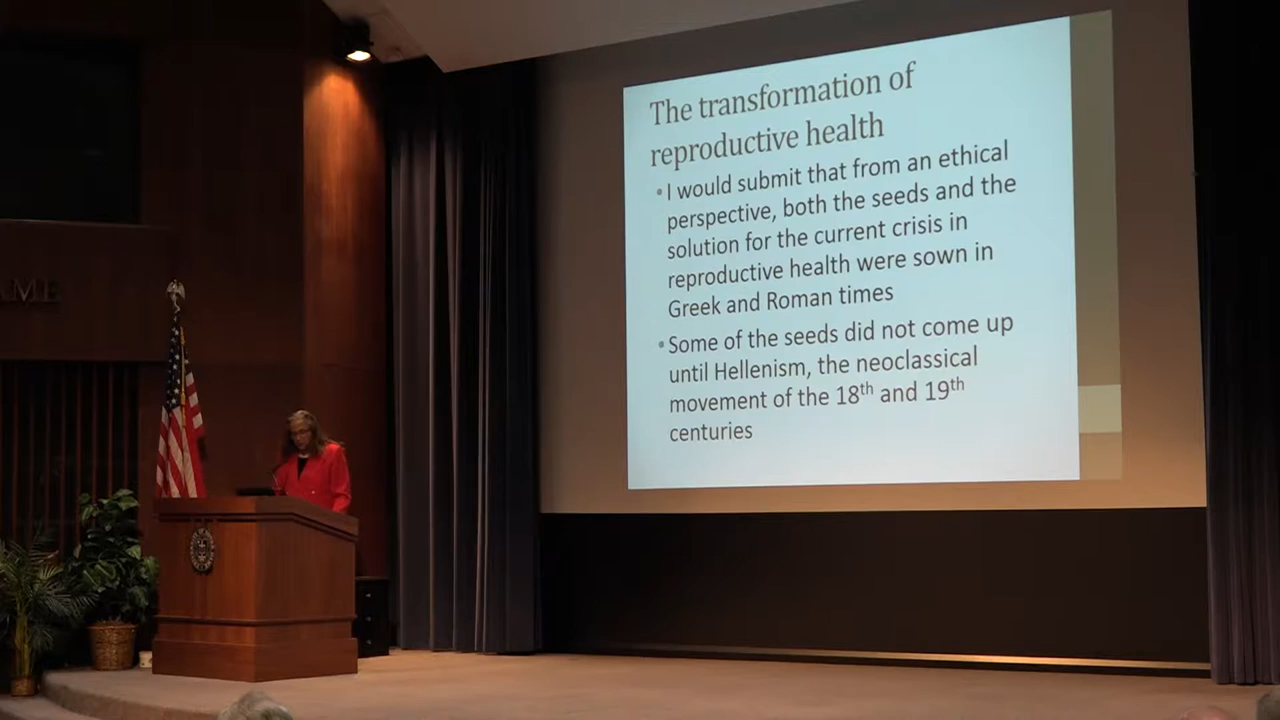 The transformation of
reproductive health
•I would submit that from an ethical
perspective, both the seeds and the
solution for the current crisis in
reproductive health were sown in
Greek and Roman times
•Some of the seeds did not come up
until Hellenism, the neoclassical
movement of the 18th and 19th
centuries
AME